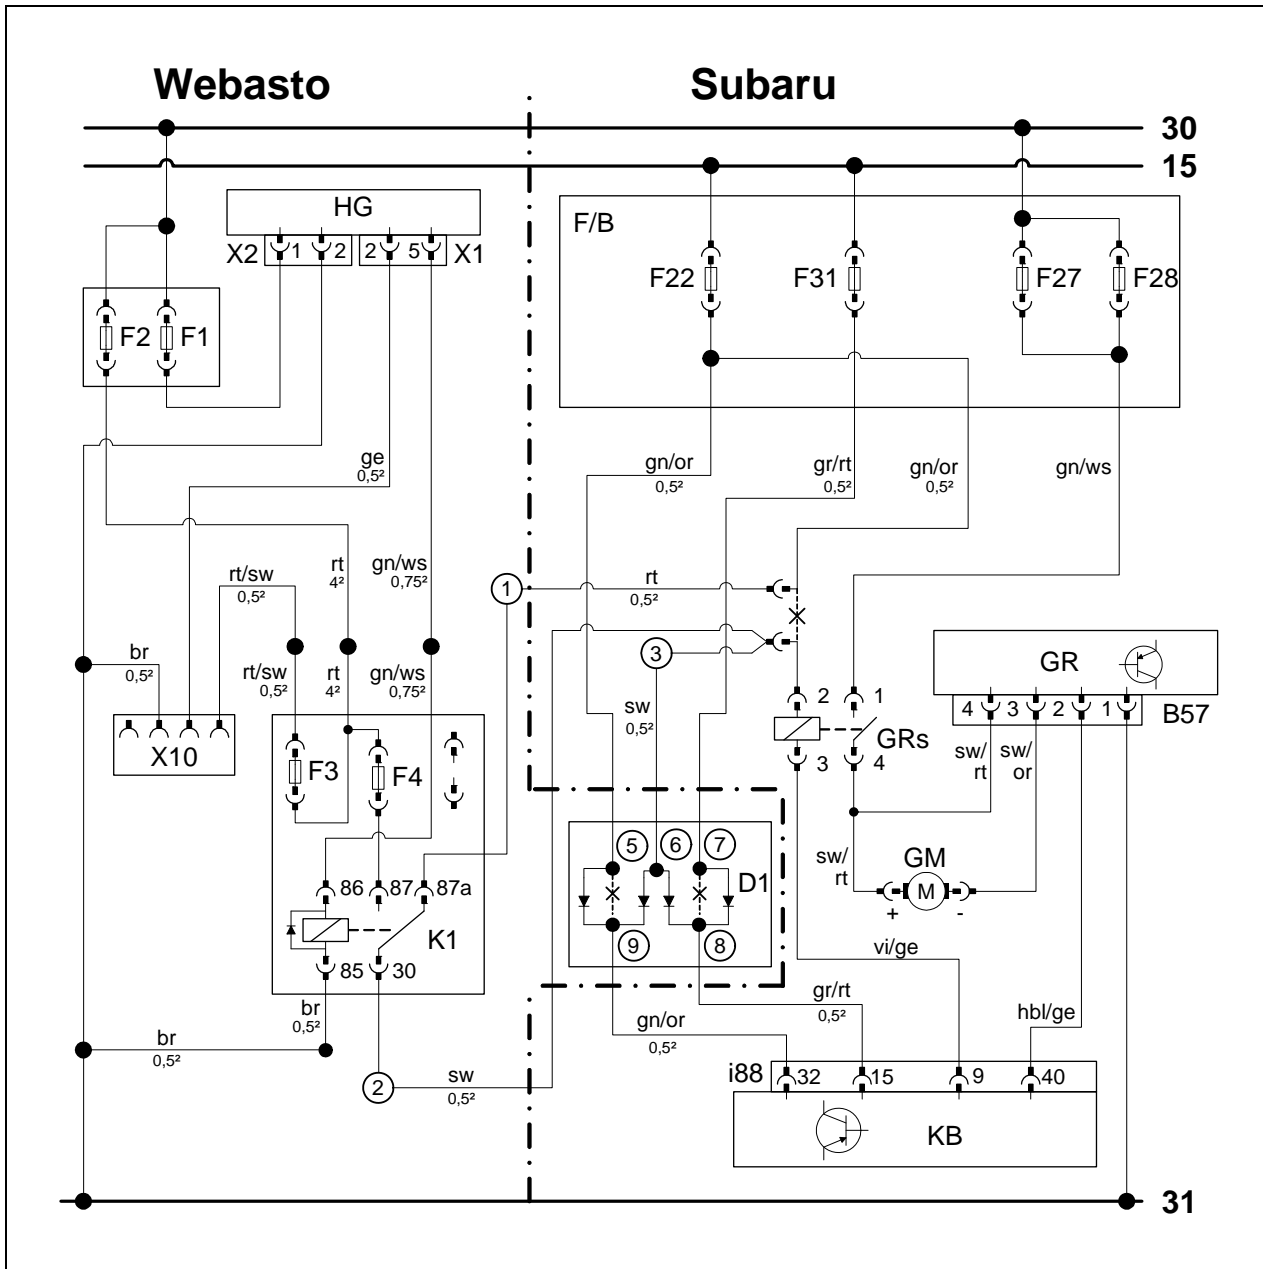 Webasto
Subaru
30
15
HG
X2 1 2 2 5 X1
F/B
F22
F31
F27
F28
F2
F1
ge
0,5²
gn/or
0,5²
gr/rt
0,5²
gn/or
0,5²
gn/ws
rt/sw
0,5²
rt
4²
gn/ws
0,75²
1
rt
0,5²
br
0,5²
rt/sw
0,5²
rt
4²
gn/ws
0,75²
3
sw
0,5²
GR
4 3 2 1
B57
2
1
GRs
3
4
sw/
rt
sw/
or
X10
F3
F4
5
6
7
D1
sw/
rt
GM
M
+
-
86
87
87a
K1
85
30
9
8
vi/ge
br
0,5²
gn/or
0,5²
gr/rt
0,5²
hbl/ge
br
0,5²
2
sw
0,5²
i88
32
15
9
40
KB
31